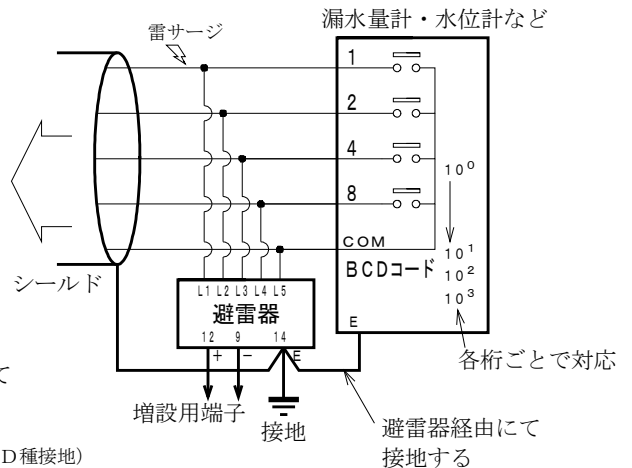 漏水量計・水位計など
雷サージ
1
2
4
8
COM
BCDコード
10⁰
10¹
10²
10³
E
シールド
L1 L2 L3 L4 L5
避雷器
12 9 14
+ − E
各桁ごとで対応
て
増設用端子
接地
避雷器経由にて
接地する
D種接地）